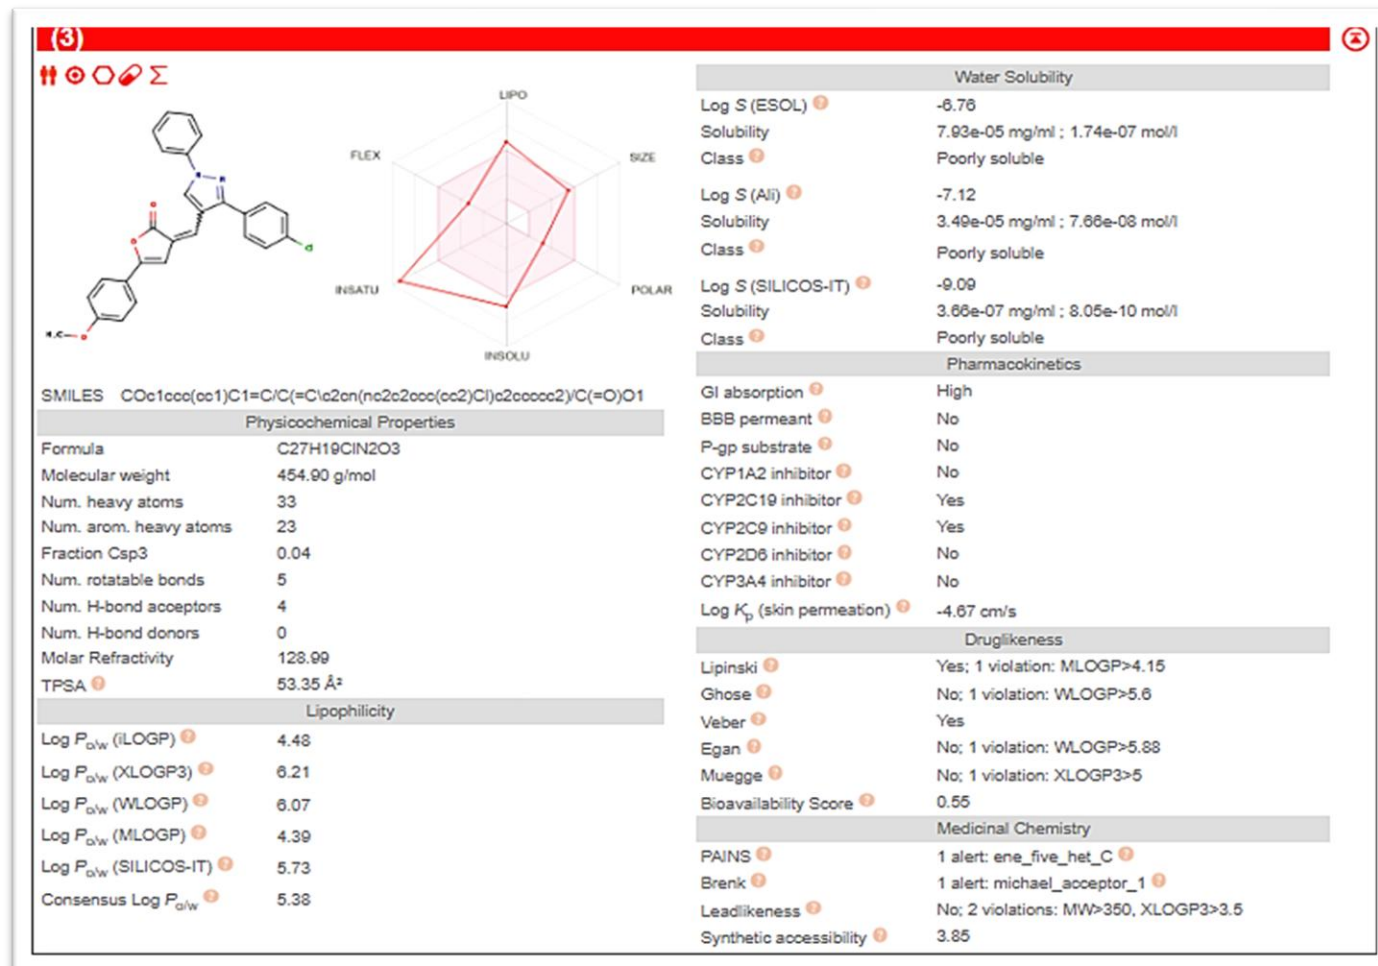 (3)
LIPO
FLEX
SIZE
INSATU
POLAR
INSOLU
H₃C
O
O
O
N
N
Cl
SMILES COc1ccc(cc1)C1=C/C(=C\c2cn(nc2c2ccc(cc2)Cl)c2ccccc2)/C(=O)O1
Physicochemical Properties
Formula C27H19ClN2O3
Molecular weight 454.90 g/mol
Num. heavy atoms 33
Num. arom. heavy atoms 23
Fraction Csp3 0.04
Num. rotatable bonds 5
Num. H-bond acceptors 4
Num. H-bond donors 0
Molar Refractivity 128.99
TPSA ? 53.35 Å²
Lipophilicity
Log Po/w (iLOGP) ? 4.48
Log Po/w (XLOGP3) ? 6.21
Log Po/w (WLOGP) ? 6.07
Log Po/w (MLOGP) ? 4.39
Log Po/w (SILICOS-IT) ? 5.73
Consensus Log Po/w ? 5.38
Water Solubility
Log S (ESOL) ? -6.76
Solubility 7.93e-05 mg/ml ; 1.74e-07 mol/l
Class ? Poorly soluble
Log S (Ali) ? -7.12
Solubility 3.49e-05 mg/ml ; 7.66e-08 mol/l
Class ? Poorly soluble
Log S (SILICOS-IT) ? -9.09
Solubility 3.66e-07 mg/ml ; 8.05e-10 mol/l
Class ? Poorly soluble
Pharmacokinetics
GI absorption ? High
BBB permeant ? No
P-gp substrate ? No
CYP1A2 inhibitor ? No
CYP2C19 inhibitor ? Yes
CYP2C9 inhibitor ? Yes
CYP2D6 inhibitor ? No
CYP3A4 inhibitor ? No
Log Kp (skin permeation) ? -4.67 cm/s
Druglikeness
Lipinski ? Yes; 1 violation: MLOGP>4.15
Ghose ? No; 1 violation: WLOGP>5.6
Veber ? Yes
Egan ? No; 1 violation: WLOGP>5.88
Muegge ? No; 1 violation: XLOGP3>5
Bioavailability Score ? 0.55
Medicinal Chemistry
PAINS ? 1 alert: ene_five_het_C ?
Brenk ? 1 alert: michael_acceptor_1 ?
Leadlikeness ? No; 2 violations: MW>350, XLOGP3>3.5
Synthetic accessibility ? 3.85